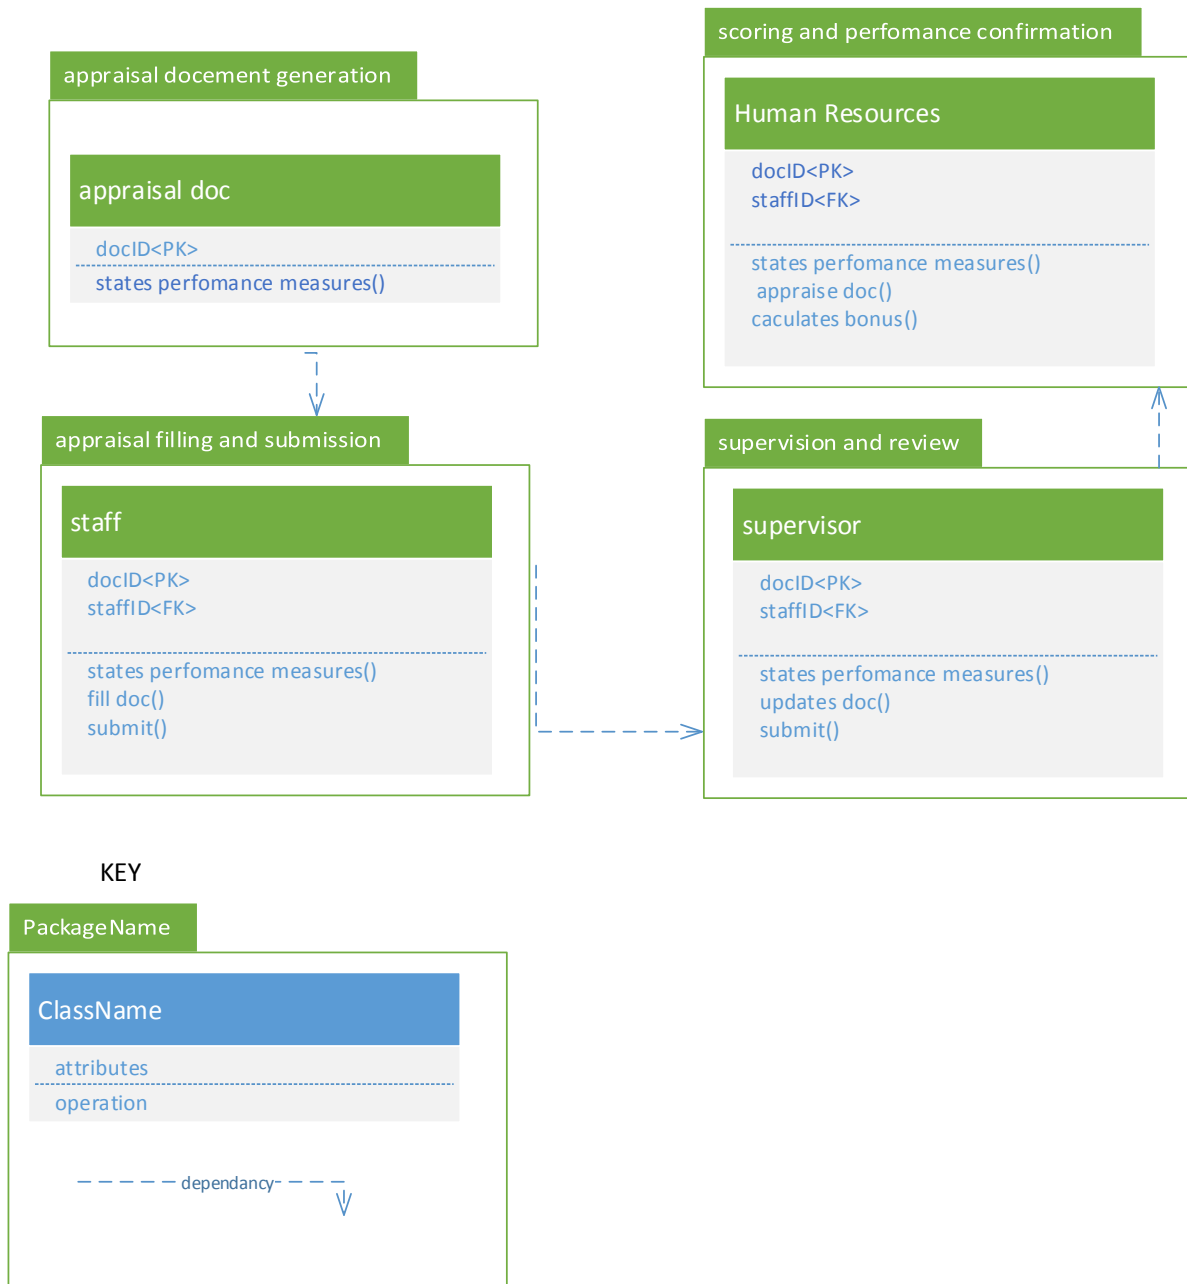 appraisal docement generation
appraisal doc
docID<PK>
states perfomance measures()
appraisal filling and submission
staff
docID<PK>
staffID<FK>
states perfomance measures()
fill doc()
submit()
scoring and perfomance confirmation
Human Resources
docID<PK>
staffID<FK>
states perfomance measures()
appraise doc()
caculates bonus()
supervision and review
supervisor
docID<PK>
staffID<FK>
states perfomance measures()
updates doc()
submit()
KEY
PackageName
ClassName
attributes
operation
dependancy